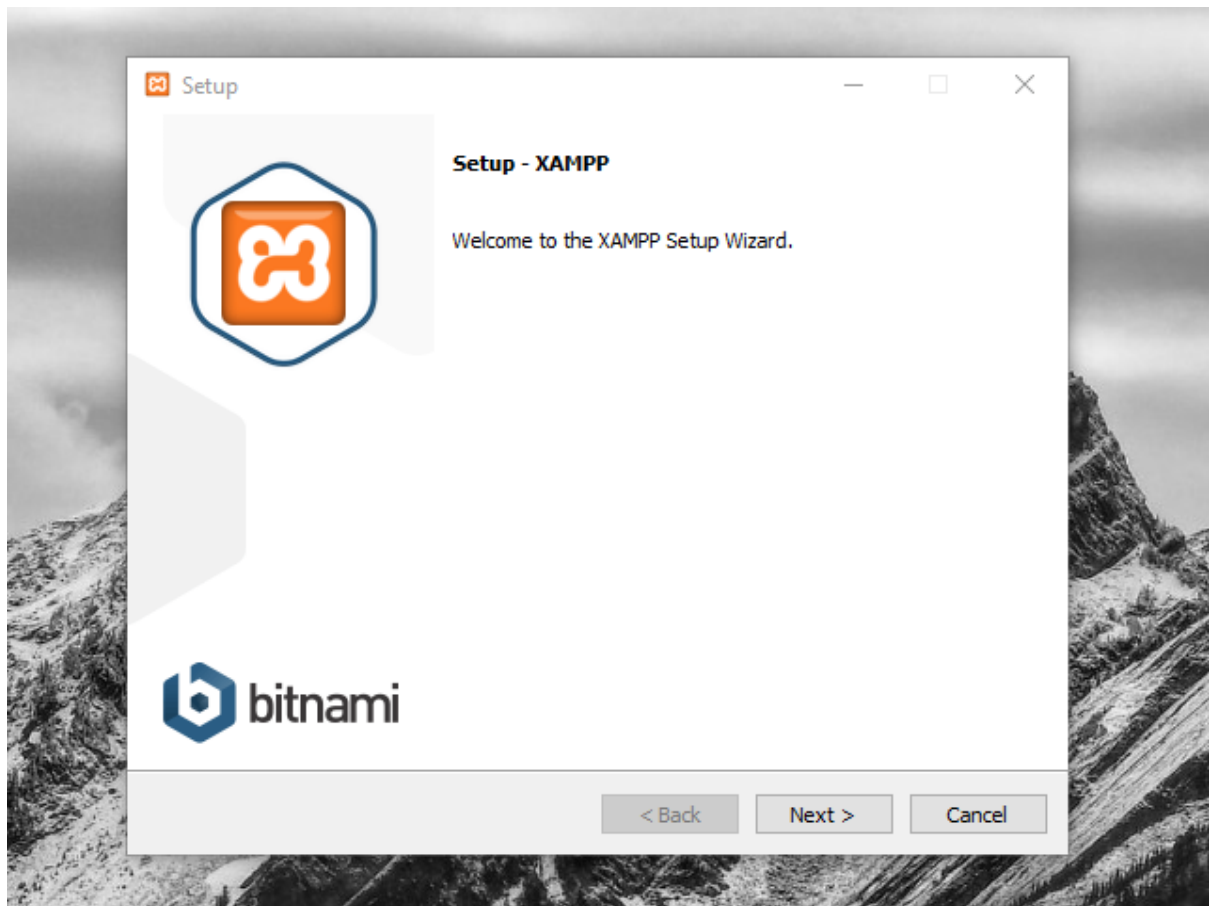 Setup
Setup - XAMPP
Welcome to the XAMPP Setup Wizard.
bitnami
< Back
Next >
Cancel